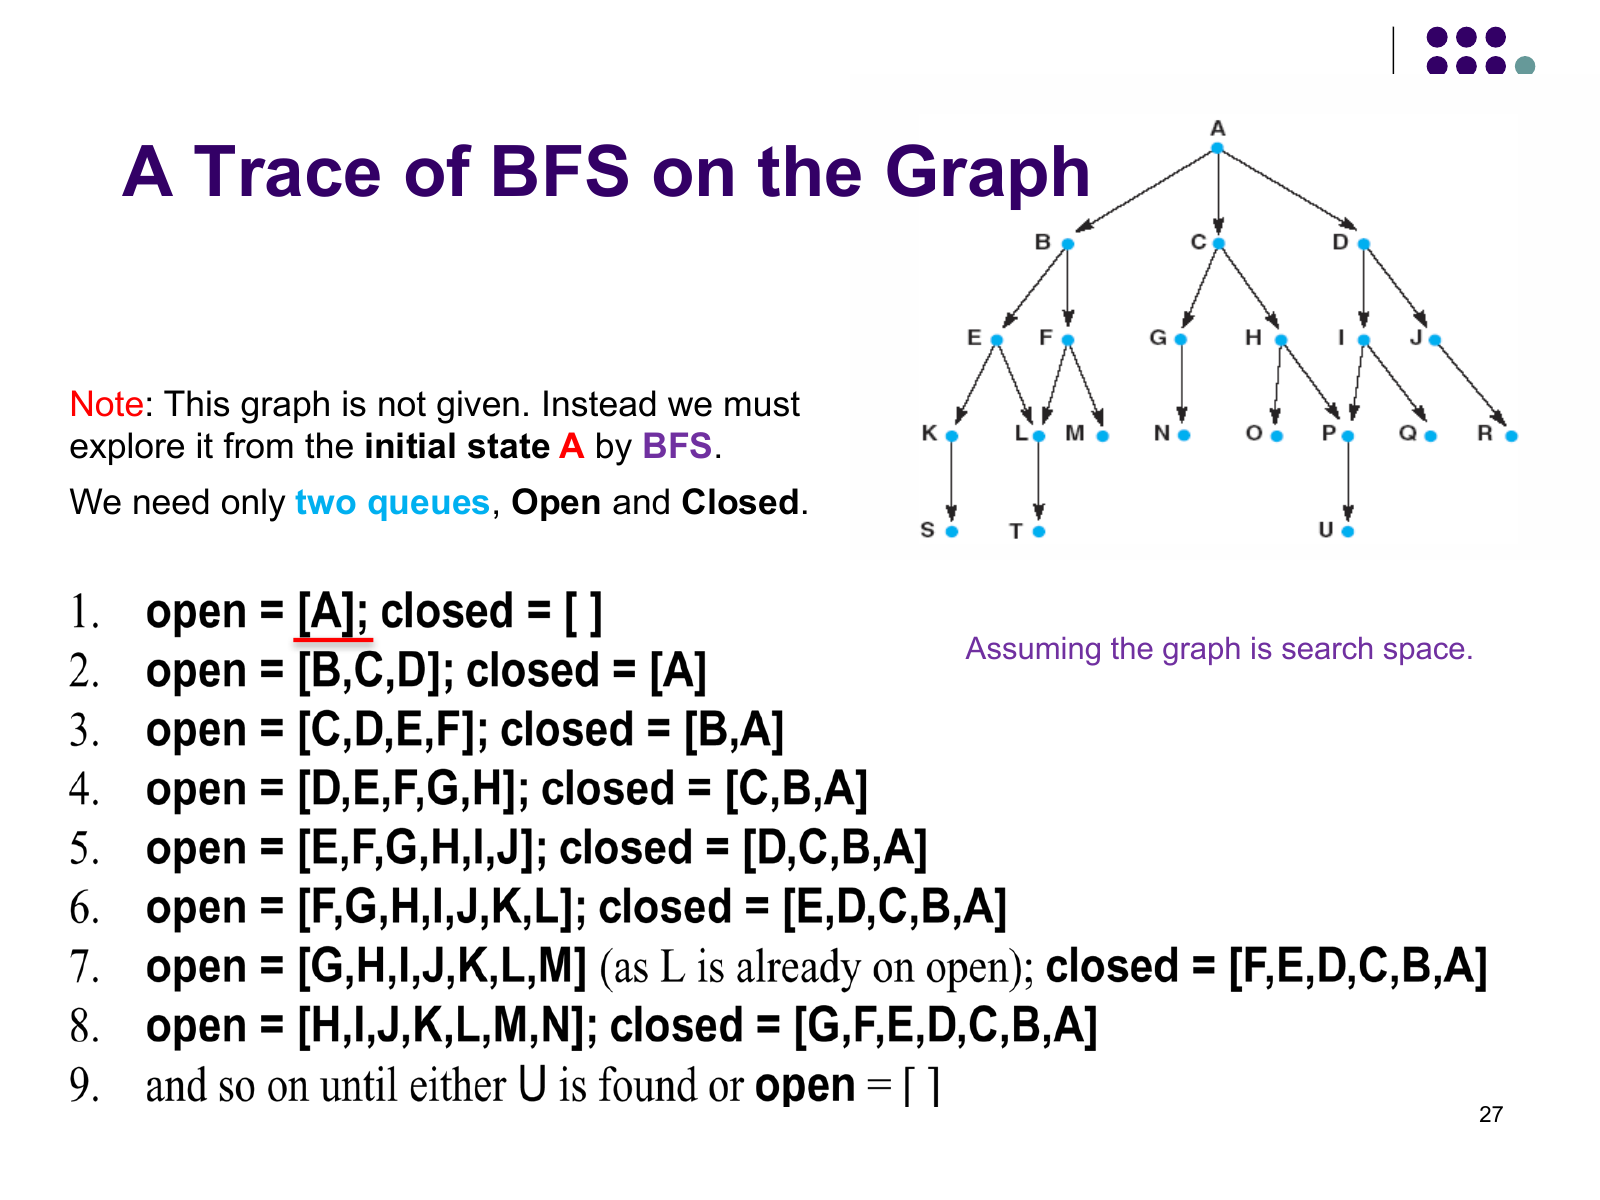 A Trace of BFS on the Graph
A
B C D
E F G H I J
K L M N O P Q R
S T U
Note: This graph is not given. Instead we must
explore it from the initial state A by BFS.
We need only two queues, Open and Closed.
1. open = [A]; closed = [ ]
2. open = [B,C,D]; closed = [A]
3. open = [C,D,E,F]; closed = [B,A]
4. open = [D,E,F,G,H]; closed = [C,B,A]
5. open = [E,F,G,H,I,J]; closed = [D,C,B,A]
6. open = [F,G,H,I,J,K,L]; closed = [E,D,C,B,A]
7. open = [G,H,I,J,K,L,M] (as L is already on open); closed = [F,E,D,C,B,A]
8. open = [H,I,J,K,L,M,N]; closed = [G,F,E,D,C,B,A]
9. and so on until either U is found or open = [ ]
Assuming the graph is search space.
27